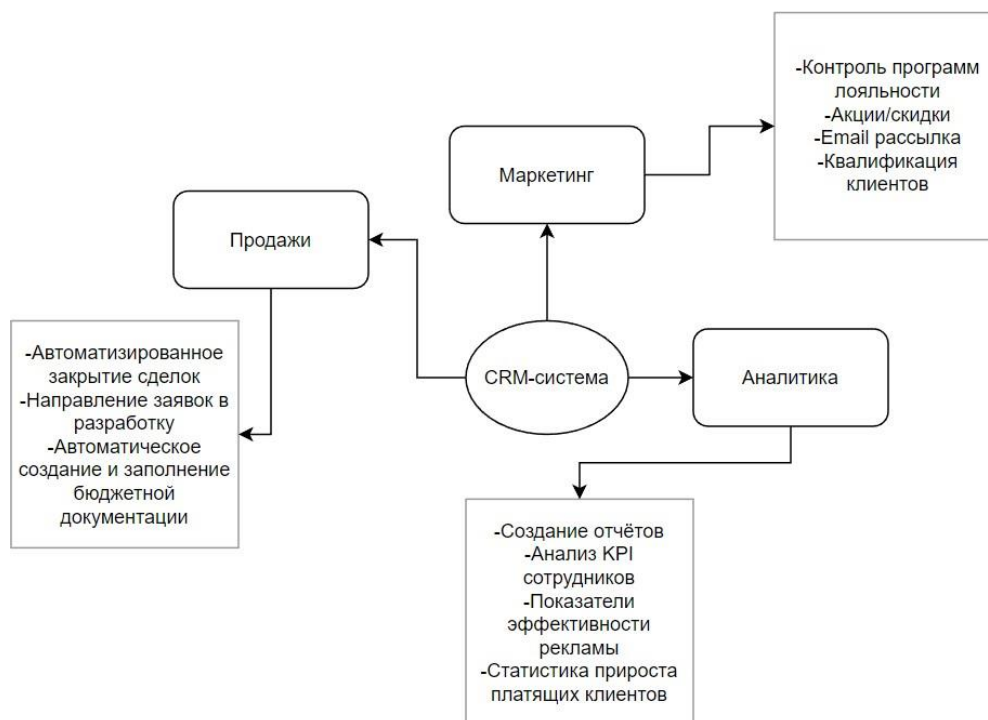 -Контроль программ
лояльности
-Акции/скидки
-Email рассылка
-Квалификация
клиентов
Маркетинг
Продажи
-Автоматизированное
закрытие сделок
-Направление заявок в
разработку
-Автоматическое
создание и заполнение
бюджетной
документации
CRM-система
Аналитика
-Создание отчётов
-Анализ KPI
сотрудников
-Показатели
эффективности
рекламы
-Статистика прироста
платящих клиентов